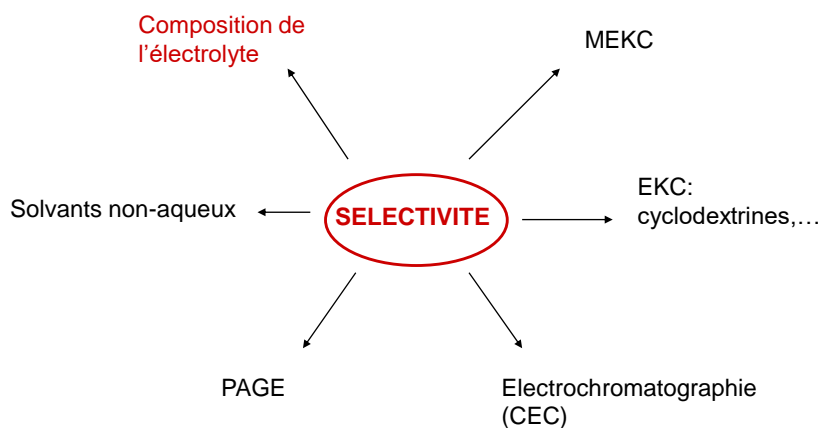 Composition de
l'électrolyte
MEKC
Solvants non-aqueux
SELECTIVITE
EKC:
cyclodextrines,…
PAGE
Electrochromatographie
(CEC)